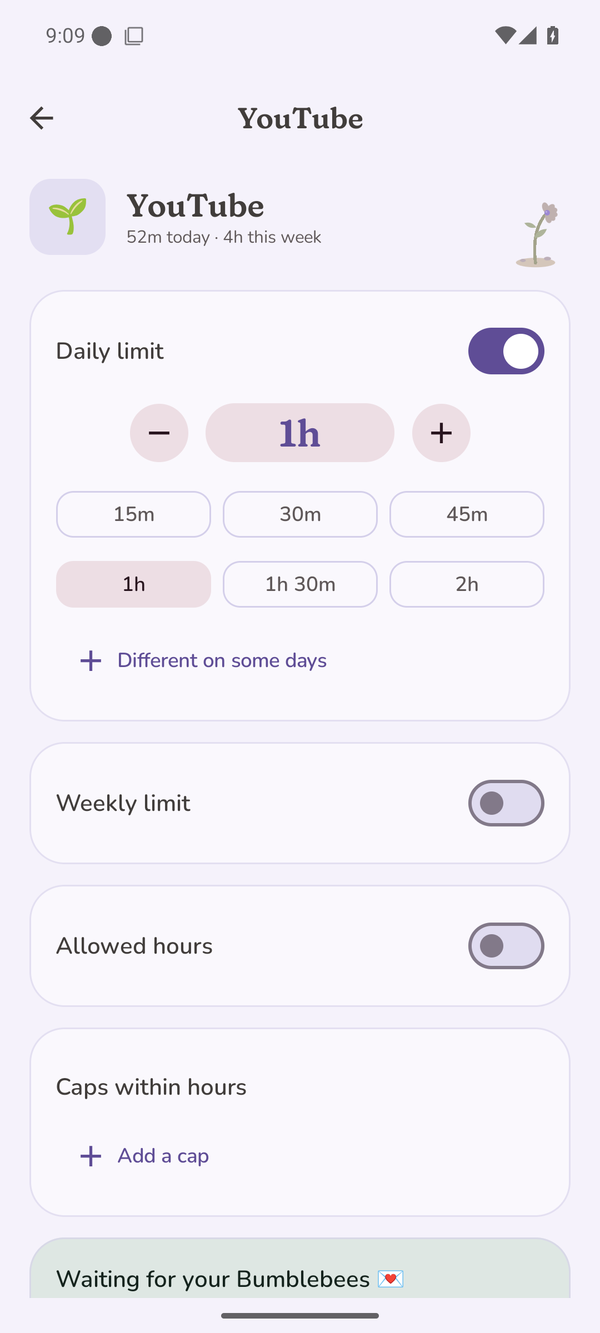 9:09
YouTube
YouTube
52m today · 4h this week
Daily limit
1h
15m
30m
45m
1h
1h 30m
2h
Different on some days
Weekly limit
Allowed hours
Caps within hours
Add a cap
Waiting for your Bumblebees 💌